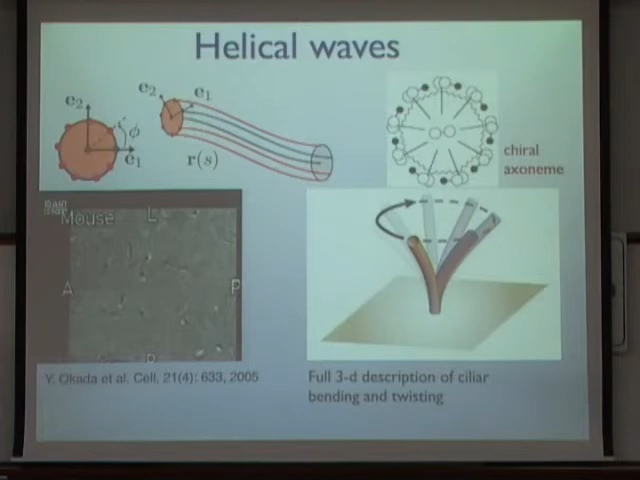 Helical waves
e₂
ϕ
e₁
e₂
e₁
r(s)
chiral
axoneme
Mouse
L
A
P
Y. Okada et al. Cell, 21(4): 633, 2005
Full 3-d description of ciliar
bending and twisting